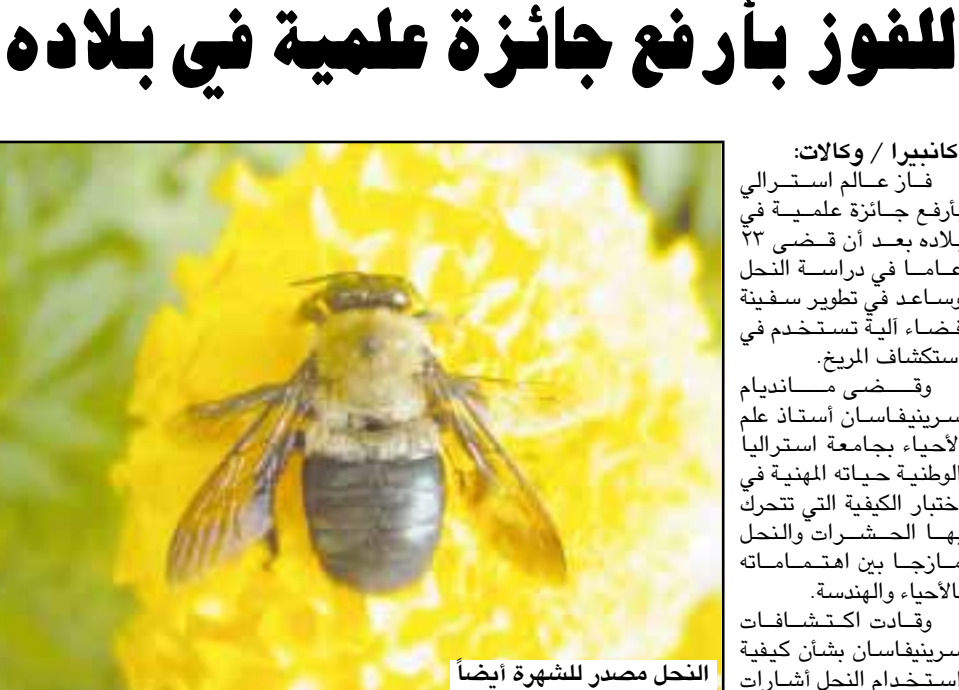 للفوز بأرفع جائزة علمية في بلاده
كانبيرا / وكالات:
فاز عالم استرالي
بأرفع جائزة علمية في
بلاده بعد أن قضى ٢٣
عاما في دراسة النحل
وساعد في تطوير سفينة
فضاء آلية تستخدم في
استكشاف المريخ.
وقضى مانديام
سرينيفاسان أستاذ علم
الأحياء بجامعة استراليا
الوطنية حياته المهنية في
اختبار الكيفية التي تتحرك
بها الحشرات والنحل
مازجا بين اهتماماته
بالأحياء والهندسة.
وقادت اكتشافات
سرينيفاسان بشأن كيفية
استخدام النحل أشارات
النحل مصدر للشهرة أيضاً